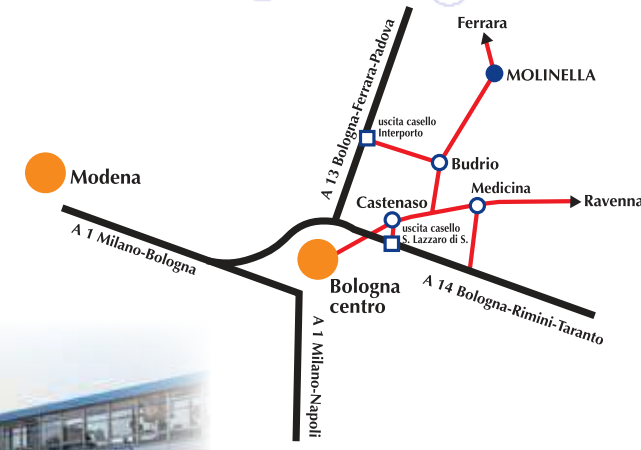 Ferrara
MOLINELLA
A 13 Bologna-Ferrara-Padova
uscita casello
Interporto
Budrio
Modena
Medicina
Castenaso
Ravenna
uscita casello
S. Lazzaro di S.
A 1 Milano-Bologna
Bologna
centro
A 14 Bologna-Rimini-Taranto
A 1 Milano-Napoli